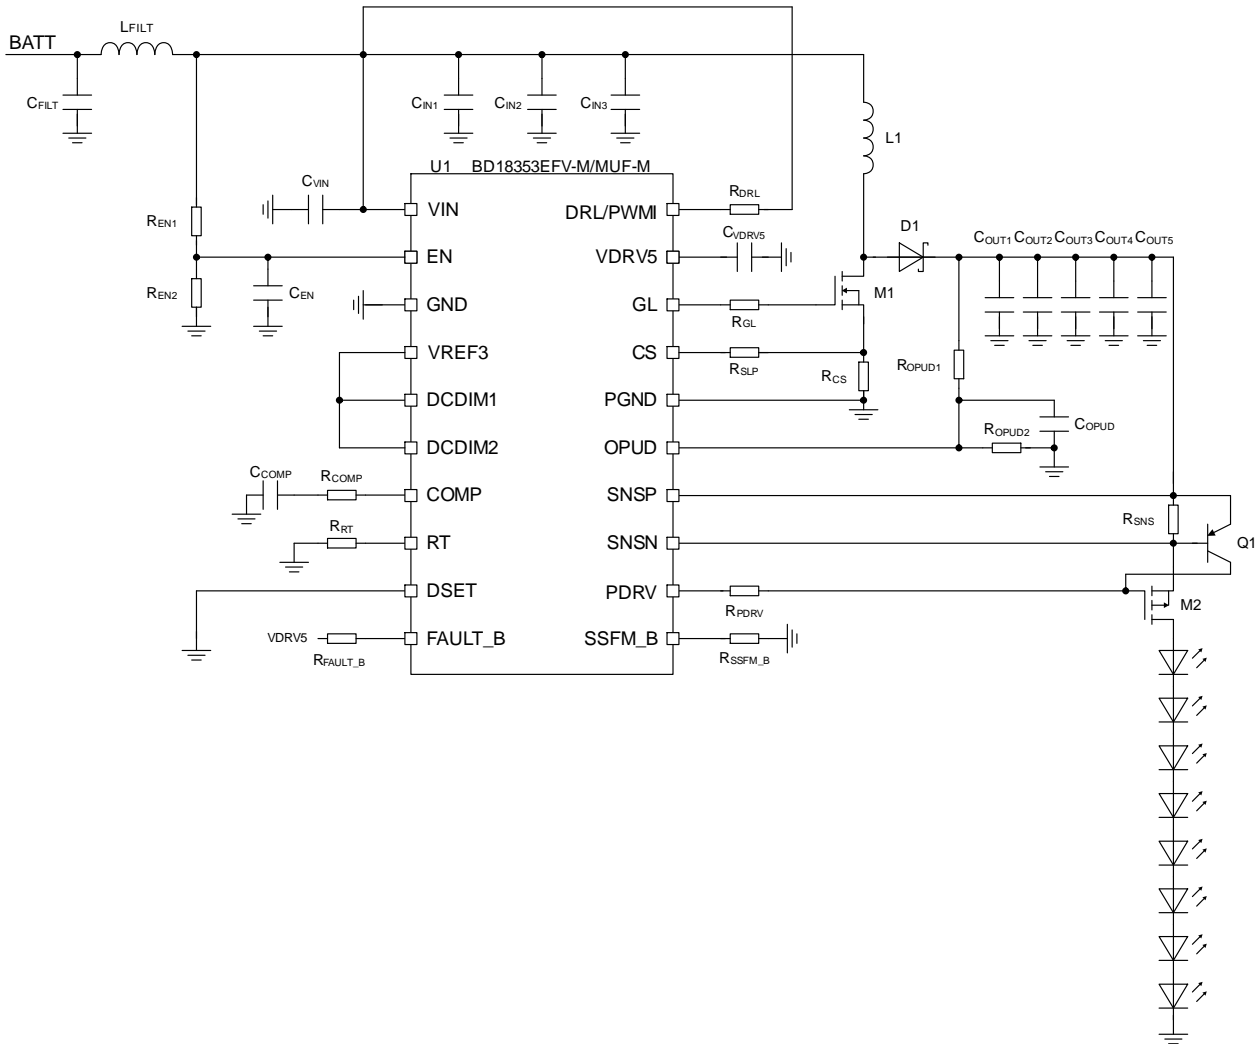 LFILT
BATT
CFILT
CIN1 CIN2 CIN3
L1
U1 BD18353EFV-M/MUF-M
CVIN
RDRL
VIN
DRL/PWMI
REN1
CVDRV5
D1
COUT1 COUT2 COUT3 COUT4 COUT5
EN
VDRV5
REN2
CEN
M1
GND
GL
RGL
VREF3
CS
RSLP
RCS
ROPUD1
DCDIM1
PGND
DCDIM2
OPUD
ROPUD2
COPUD
CCOMP
RCOMP
COMP
SNSP
RSNS
RRT
RT
SNSN
Q1
DSET
PDRV
RPDRV
M2
VDRV5
RFAULT_B
FAULT_B
SSFM_B
RSSFM_B